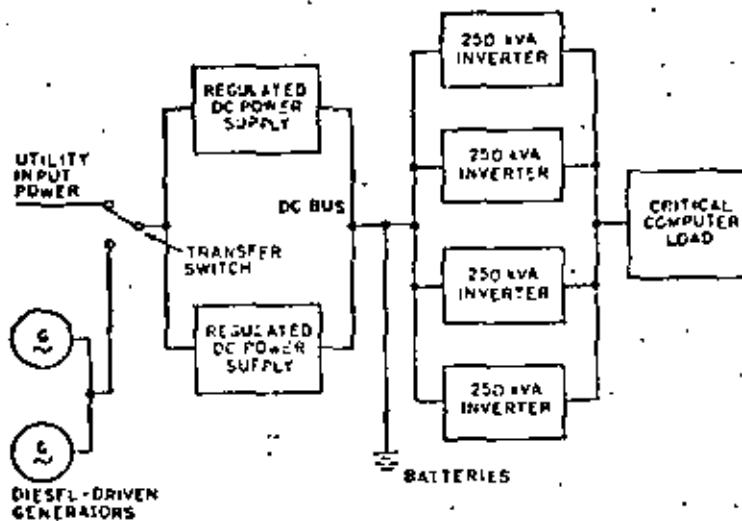 UTILITY
INPUT
POWER
TRANSFER
SWITCH
G
~
G
~
DIESEL-DRIVEN
GENERATORS
REGULATED
DC POWER
SUPPLY
REGULATED
DC POWER
SUPPLY
DC BUS
BATTERIES
250 kVA
INVERTER
250 kVA
INVERTER
250 kVA
INVERTER
250 kVA
INVERTER
CRITICAL
COMPUTER
LOAD